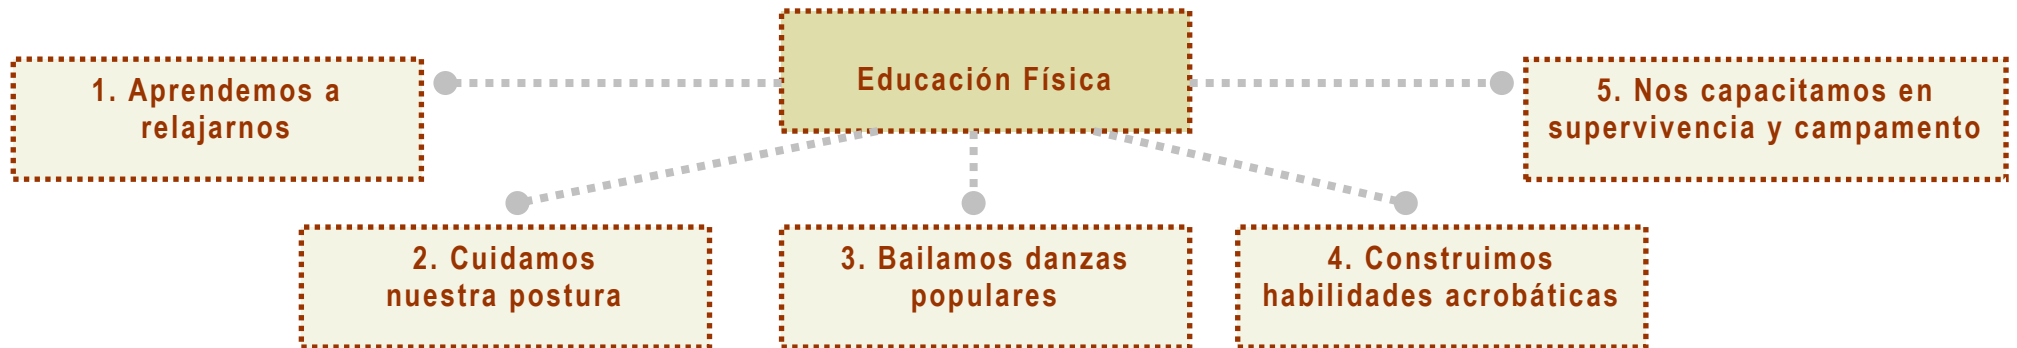 Educación Física
1. Aprendemos a
relajarnos
2. Cuidamos
nuestra postura
3. Bailamos danzas
populares
4. Construimos
habilidades acrobáticas
5. Nos capacitamos en
supervivencia y campamento